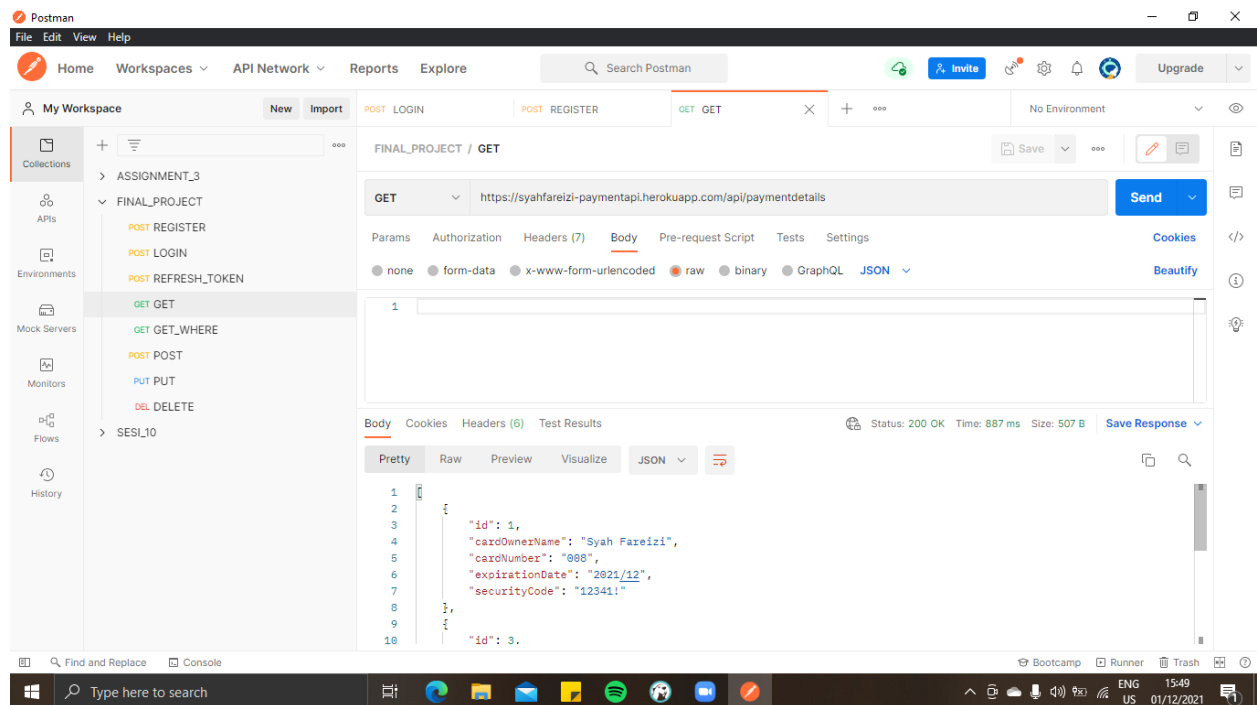 Postman
File Edit View Help
Home Workspaces API Network Reports Explore Search Postman Invite Upgrade
My Workspace New Import POST LOGIN POST REGISTER GET GET No Environment
Collections
APIs
Environments
Mock Servers
Monitors
Flows
History
ASSIGNMENT_3
FINAL_PROJECT
POST REGISTER
POST LOGIN
POST REFRESH_TOKEN
GET GET
GET GET_WHERE
POST POST
PUT PUT
DEL DELETE
SESI_10
FINAL_PROJECT / GET Save
GET https://syahfareizi-paymentapi.herokuapp.com/api/paymentdetails Send
Params Authorization Headers (7) Body Pre-request Script Tests Settings Cookies
none form-data x-www-form-urlencoded raw binary GraphQL JSON Beautify
1
Body Cookies Headers (6) Test Results Status: 200 OK Time: 887 ms Size: 507 B Save Response
Pretty Raw Preview Visualize JSON
1 [
2 {
3 "id": 1,
4 "cardOwnerName": "Syah Fareizi",
5 "cardNumber": "008",
6 "expirationDate": "2021/12",
7 "securityCode": "12341!"
8 },
9 {
10 "id": 3,
Find and Replace Console Bootcamp Runner Trash
Type here to search ENG 15:49
US 01/12/2021 1